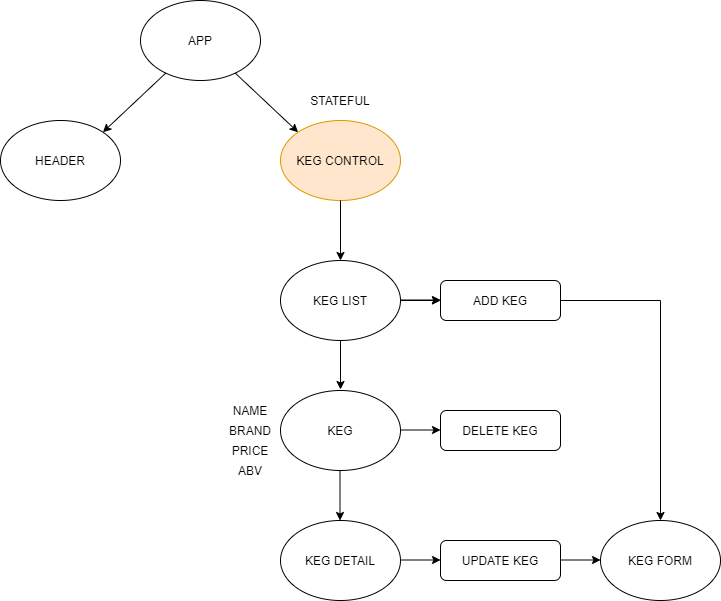 APP
STATEFUL
HEADER
KEG CONTROL
KEG LIST
ADD KEG
NAME
BRAND
PRICE
ABV
KEG
DELETE KEG
KEG DETAIL
UPDATE KEG
KEG FORM